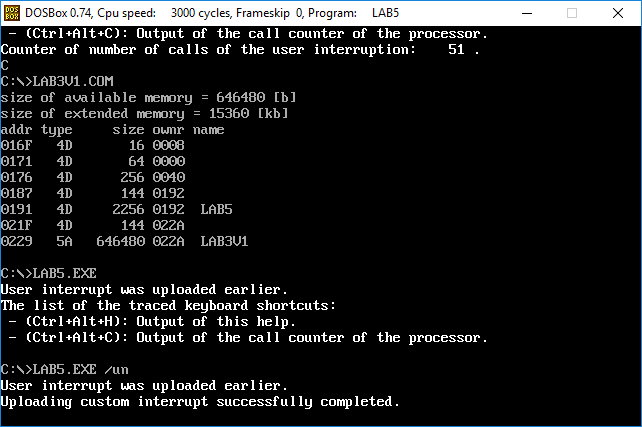 DOSBox 0.74, Cpu speed:    3000 cycles, Frameskip  0, Program:    LAB5
 - (Ctrl+Alt+C): Output of the call counter of the processor.
Counter of number of calls of the user interruption:    51 .
C
C:\>LAB3V1.COM
size of available memory = 646480 [b]
size of extended memory = 15360 [kb]
addr type     size ownr name
016F   4D       16 0008
0171   4D       64 0000
0176   4D      256 0040
0187   4D      144 0192
0191   4D     2256 0192  LAB5
021F   4D      144 022A
0229   5A   646480 022A  LAB3V1
C:\>LAB5.EXE
User interrupt was uploaded earlier.
The list of the traced keyboard shortcuts:
 - (Ctrl+Alt+H): Output of this help.
 - (Ctrl+Alt+C): Output of the call counter of the processor.
C:\>LAB5.EXE /un
User interrupt was uploaded earlier.
Uploading custom interrupt successfully completed.